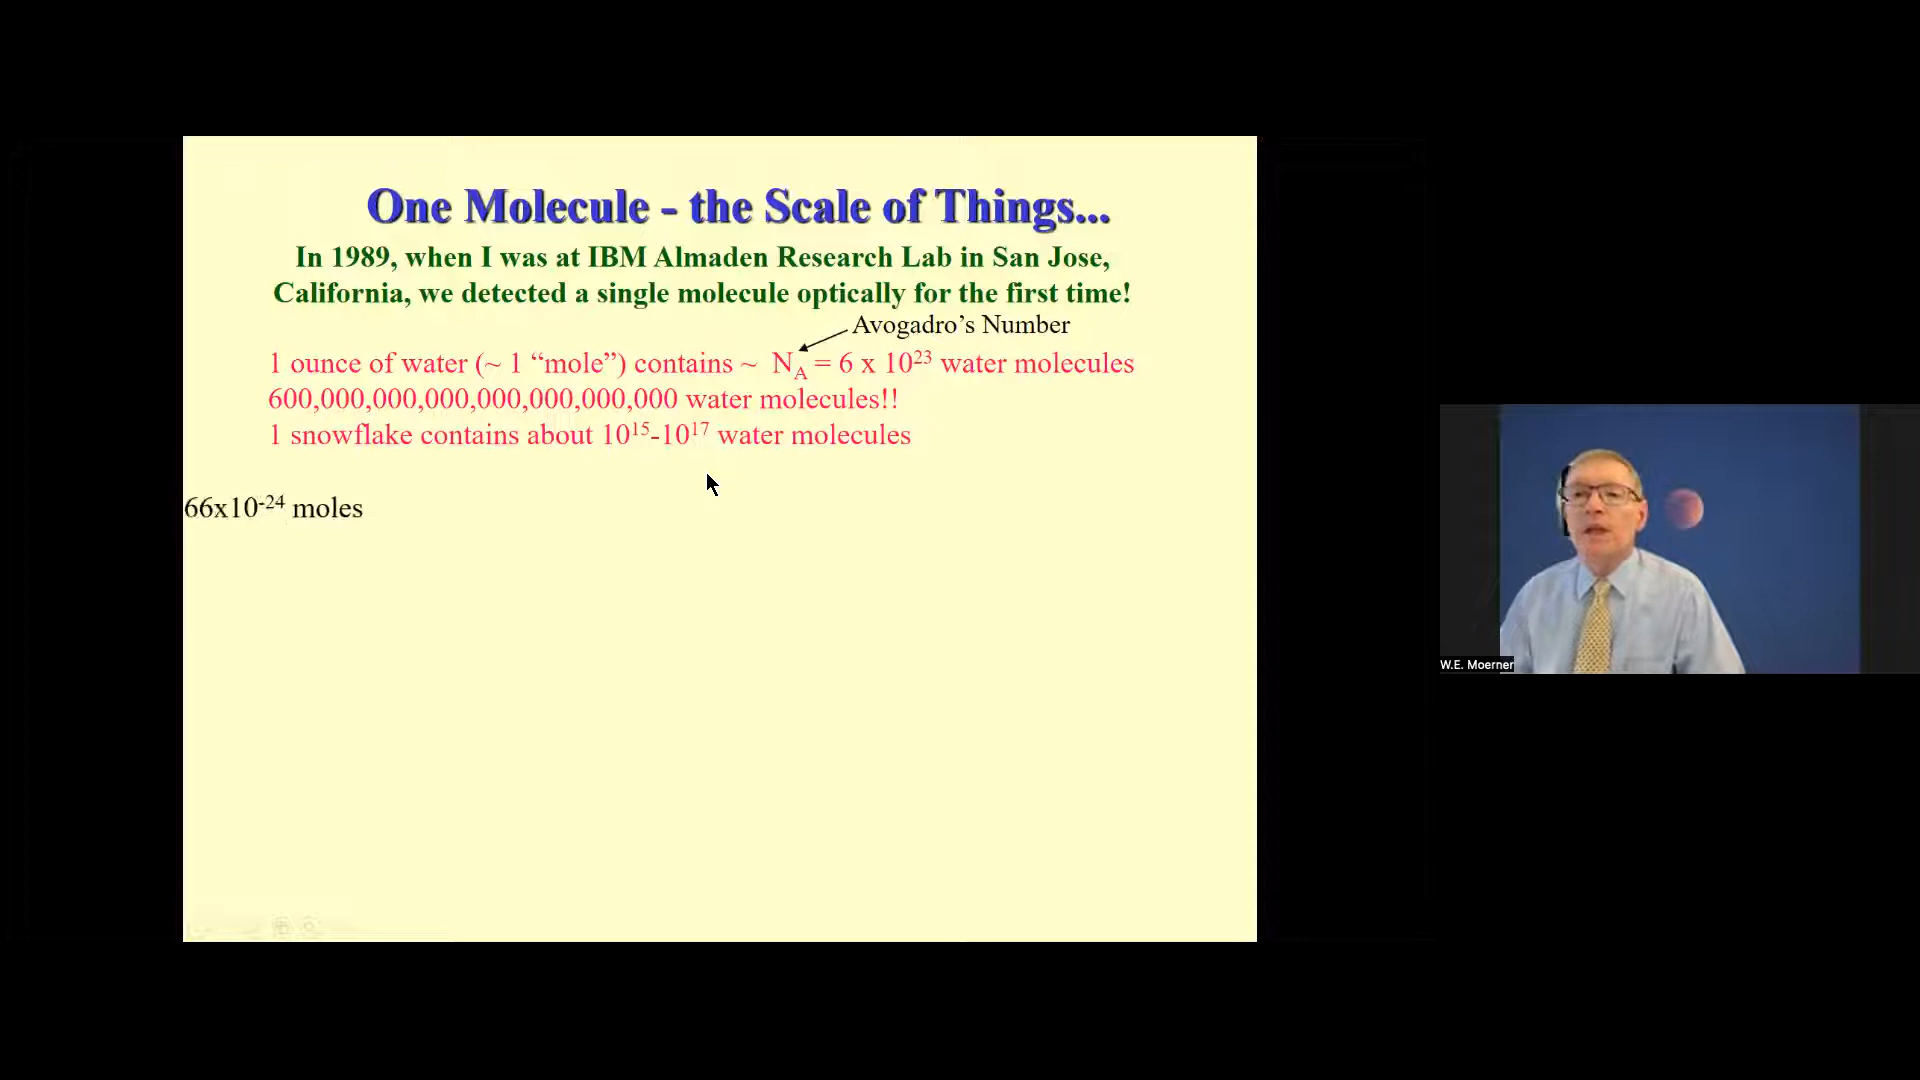 One Molecule - the Scale of Things...
In 1989, when I was at IBM Almaden Research Lab in San Jose,
California, we detected a single molecule optically for the first time!
Avogadro’s Number
1 ounce of water (~ 1 “mole”) contains ~ N_A = 6 x 10²³ water molecules
600,000,000,000,000,000,000,000 water molecules!!
1 snowflake contains about 10¹⁵-10¹⁷ water molecules
66x10⁻²⁴ moles
W.E. Moerner